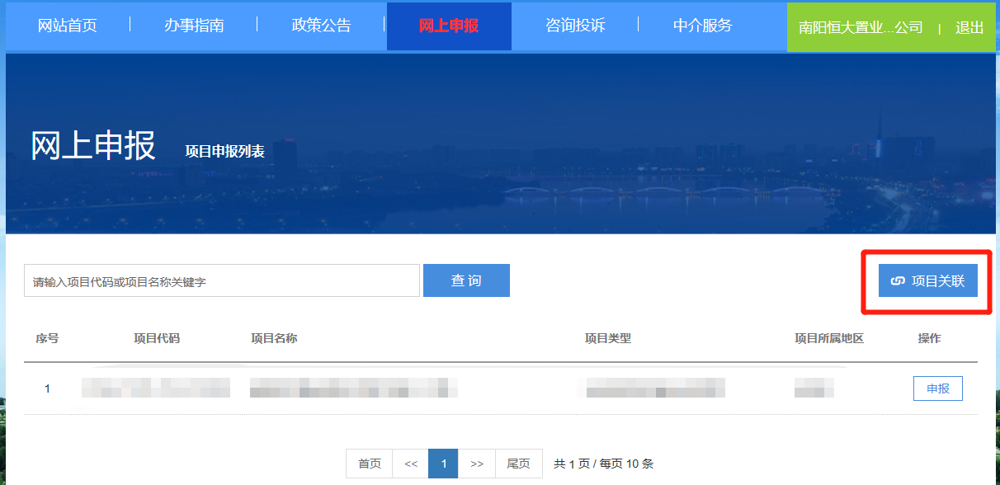 网站首页 办事指南 政策公告 网上申报 咨询投诉 中介服务 南阳恒大置业...公司 | 退出
网上申报 项目申报列表
请输入项目代码或项目名称关键字 查询 项目关联
序号 项目代码 项目名称 项目类型 项目所属地区 操作
1 申报
首页 << 1 >> 尾页 共 1 页 / 每页 10 条